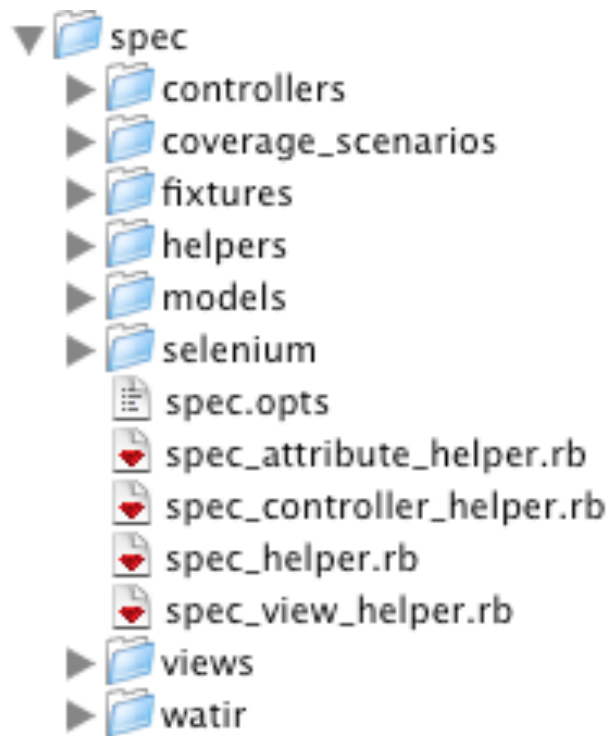 spec
controllers
coverage_scenarios
fixtures
helpers
models
selenium
spec.opts
spec_attribute_helper.rb
spec_controller_helper.rb
spec_helper.rb
spec_view_helper.rb
views
watir